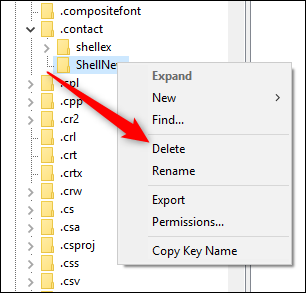 .compositefont
.contact
shellex
ShellNe
.cpl
.cpp
.cr2
.crl
.crt
.crtx
.crw
.cs
.csa
.csproj
.css
.csv
Expand
New
Find...
Delete
Rename
Export
Permissions...
Copy Key Name